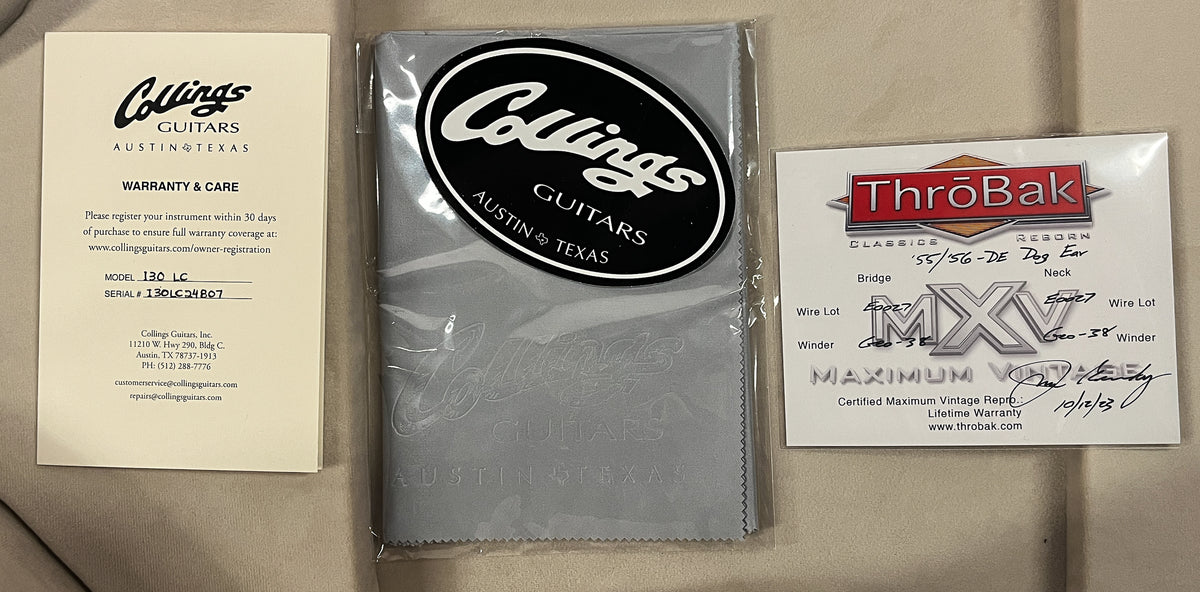 Collings
GUITARS
AUSTIN TEXAS
WARRANTY & CARE
Please register your instrument within 30 days
of purchase to ensure full warranty coverage at:
www.collingsguitars.com/owner-registration
MODEL I30 LC
SERIAL # I30LC24807
Collings Guitars, Inc.
11210 W. Hwy 290, Bldg C.
Austin, TX 78737-1913
PH: (512) 288-7776
customerservice@collingsguitars.com
repairs@collingsguitars.com
Collings
GUITARS
AUSTIN TEXAS
Collings
GUITARS
AUSTIN TEXAS
ThrōBak
CLASSICS REBORN
'55/'56-DE Dog Ear
Bridge Neck
Wire Lot E0027 E0027 Wire Lot
MXV
Winder Geo-38 Geo-38 Winder
MAXIMUM VINTAGE
Certified Maximum Vintage Repro.:
Lifetime Warranty 10/12/23
www.throbak.com